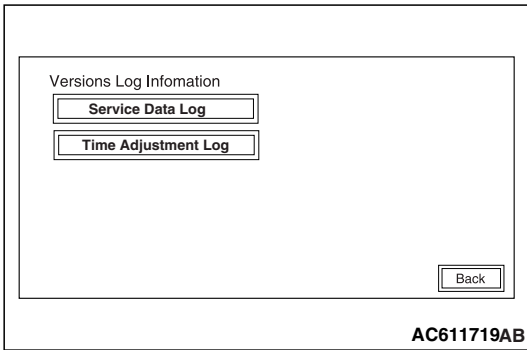 Versions Log Infomation
Service Data Log
Time Adjustment Log
Back
AC611719AB